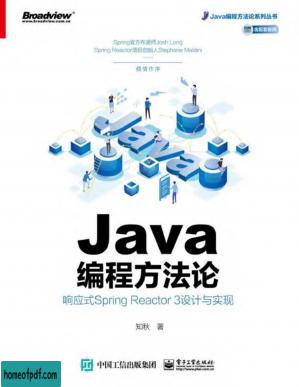 Broadview®
Java编程方法论系列丛书
Spring官方布道师Josh Long
Spring Reactor项目创始人Stephane Maldini
倾情作序
Java
Java
编程方法论
响应式Spring Reactor 3设计与实现
知秋 著
中国工信出版集团
电子工业出版社
homeofpdf.com